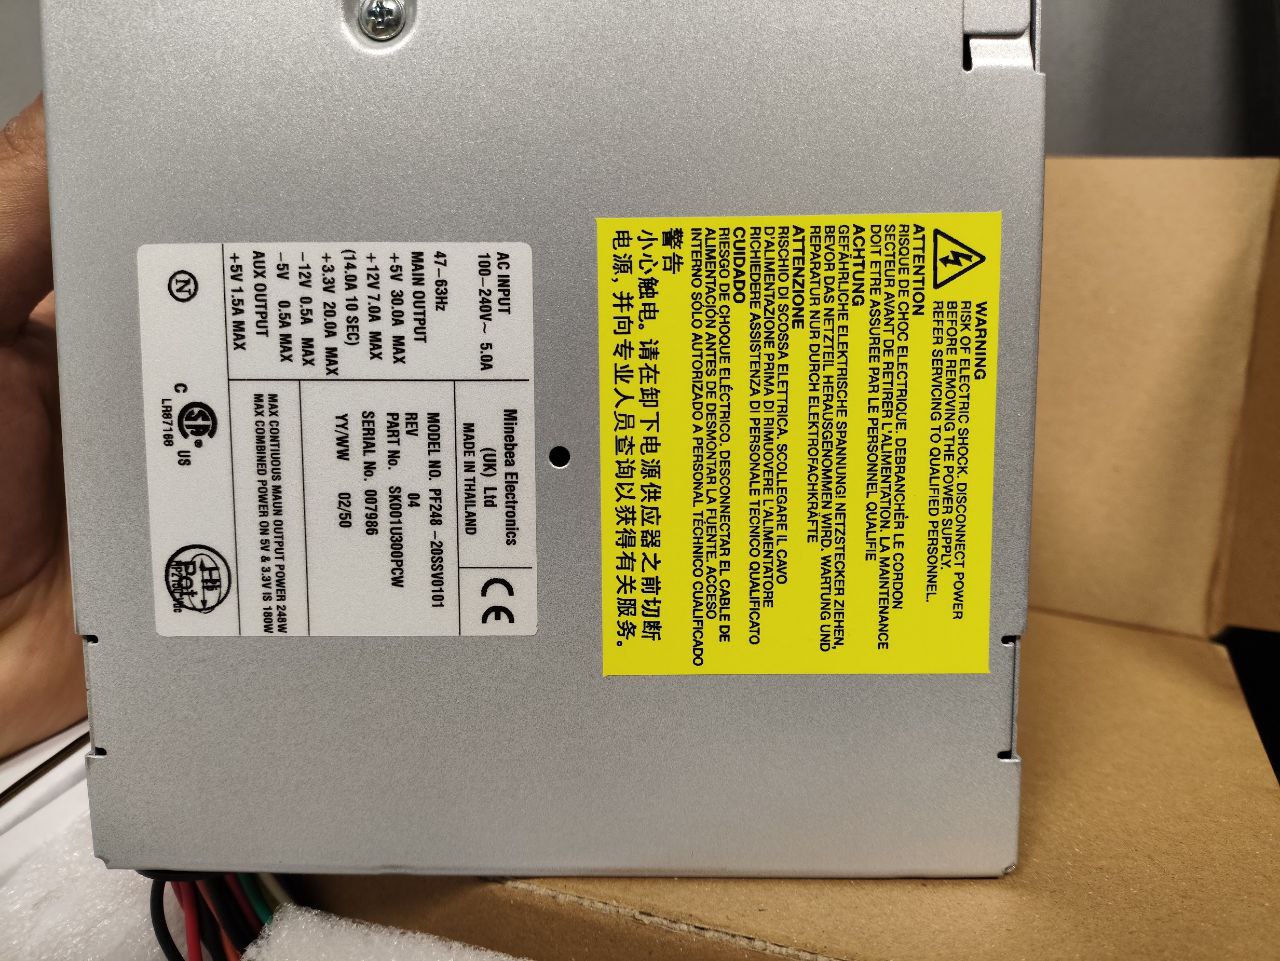 WARNING
RISK OF ELECTRIC SHOCK. DISCONNECT POWER
BEFORE REMOVING THE POWER SUPPLY.
REFER SERVICING TO QUALIFIED PERSONNEL.
ATTENTION
RISQUE DE CHOC ELECTRIQUE, DEBRANCHER LE CORDON
SECTEUR AVANT DE RETIRER L'ALIMENTATION. LA MAINTENANCE
DOIT ETRE ASSUREE PAR LE PERSONNEL QUALIFIE
ACHTUNG
GEFÄHRLICHE ELEKTRISCHE SPANNUNG! NETZSTECKER ZIEHEN,
BEVOR DAS NETZTEIL HERAUSGENOMMEN WIRD. WARTUNG UND
REPARATUR NUR DURCH ELEKTROFACHKRÄFTE
ATTENZIONE
RISCHIO DI SCOSSA ELETTRICA. SCOLLEGARE IL CAVO
D'ALIMENTAZIONE PRIMA DI RIMUOVERE L'ALIMENTATORE
RICHIEDERE ASSISTENZA DI PERSONALE TECNICO QUALIFICATO
CUIDADO
RIESGO DE CHOQUE ELÉCTRICO. DESCONNECTAR EL CABLE DE
ALIMENTACIÓN ANTES DE DESMONTAR LA FUENTE. ACCESO
INTERNO SOLO AUTORIZADO A PERSONAL TÉCHNICO CUALIFICADO
警告
小心触电。请在卸下电源供应器之前切断
电源, 并向专业人员查询以获得有关服务。
AC INPUT
100–240V~ 5.0A
47–63Hz
MAIN OUTPUT
+5V 30.0A MAX
+12V 7.0A MAX
(14.0A 10 SEC)
+3.3V 20.0A MAX
–12V 0.5A MAX
–5V 0.5A MAX
AUX OUTPUT
+5V 1.5A MAX
Minebea Electronics
(UK) Ltd
MADE IN THAILAND
CE
MODEL NO. PF248–20SSV0101
REV 04
PART No. SK001U300PCW
SERIAL No. 007986
YY/WW 02/50
MAX CONTINUOUS MAUN OUTPUT POWER 248W
MAX COMBINED POWER ON 5V & 3.3V IS 180W
N
C SA® US
LR87168